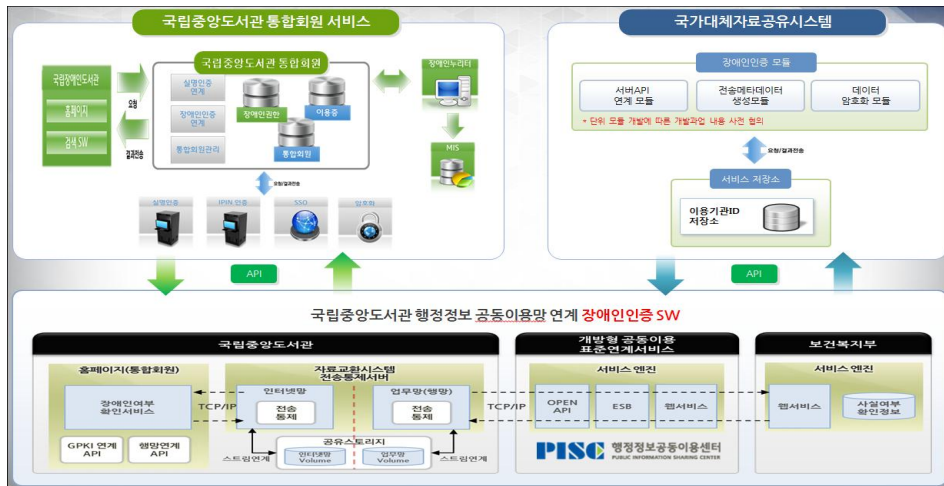 국립중앙도서관 통합회원 서비스
국립장애인도서관
홈페이지
검색 SW
요청
결과전송
국립중앙도서관 통합회원
실명인증
연계
장애인인증
연계
통합회원관리
장애인권한
이용증
통합회원
장애인누리터
MIS
요청/결과전송
실명인증
IPIN 인증
SSO
암호화
국가대체자료공유시스템
장애인인증 모듈
서버API
연계 모듈
전송메타데이터
생성모듈
데이터
암호화 모듈
* 단위 모듈 개발에 따른 개발과업 내용 사전 협의
요청/결과전송
서비스 저장소
이용기관ID
저장소
API
API
국립중앙도서관 행정정보 공동이용망 연계 장애인인증 SW
국립중앙도서관
홈페이지(통합회원)
장애인여부
확인서비스
GPKI 연계
API
행망연계
API
TCP/IP
자료교환시스템
전송통제서버
인터넷망
전송
통제
업무망(행망)
전송
통제
공유스토리지
인터넷망
Volume
업무망
Volume
스트림연계
스트림연계
TCP/IP
개방형 공동이용
표준연계서비스
서비스 엔진
OPEN
API
ESB
웹서비스
PISC 행정정보공동이용센터
PUBLIC INFORMATION SHARING CENTER
보건복지부
서비스 엔진
웹서비스
사실여부
확인정보